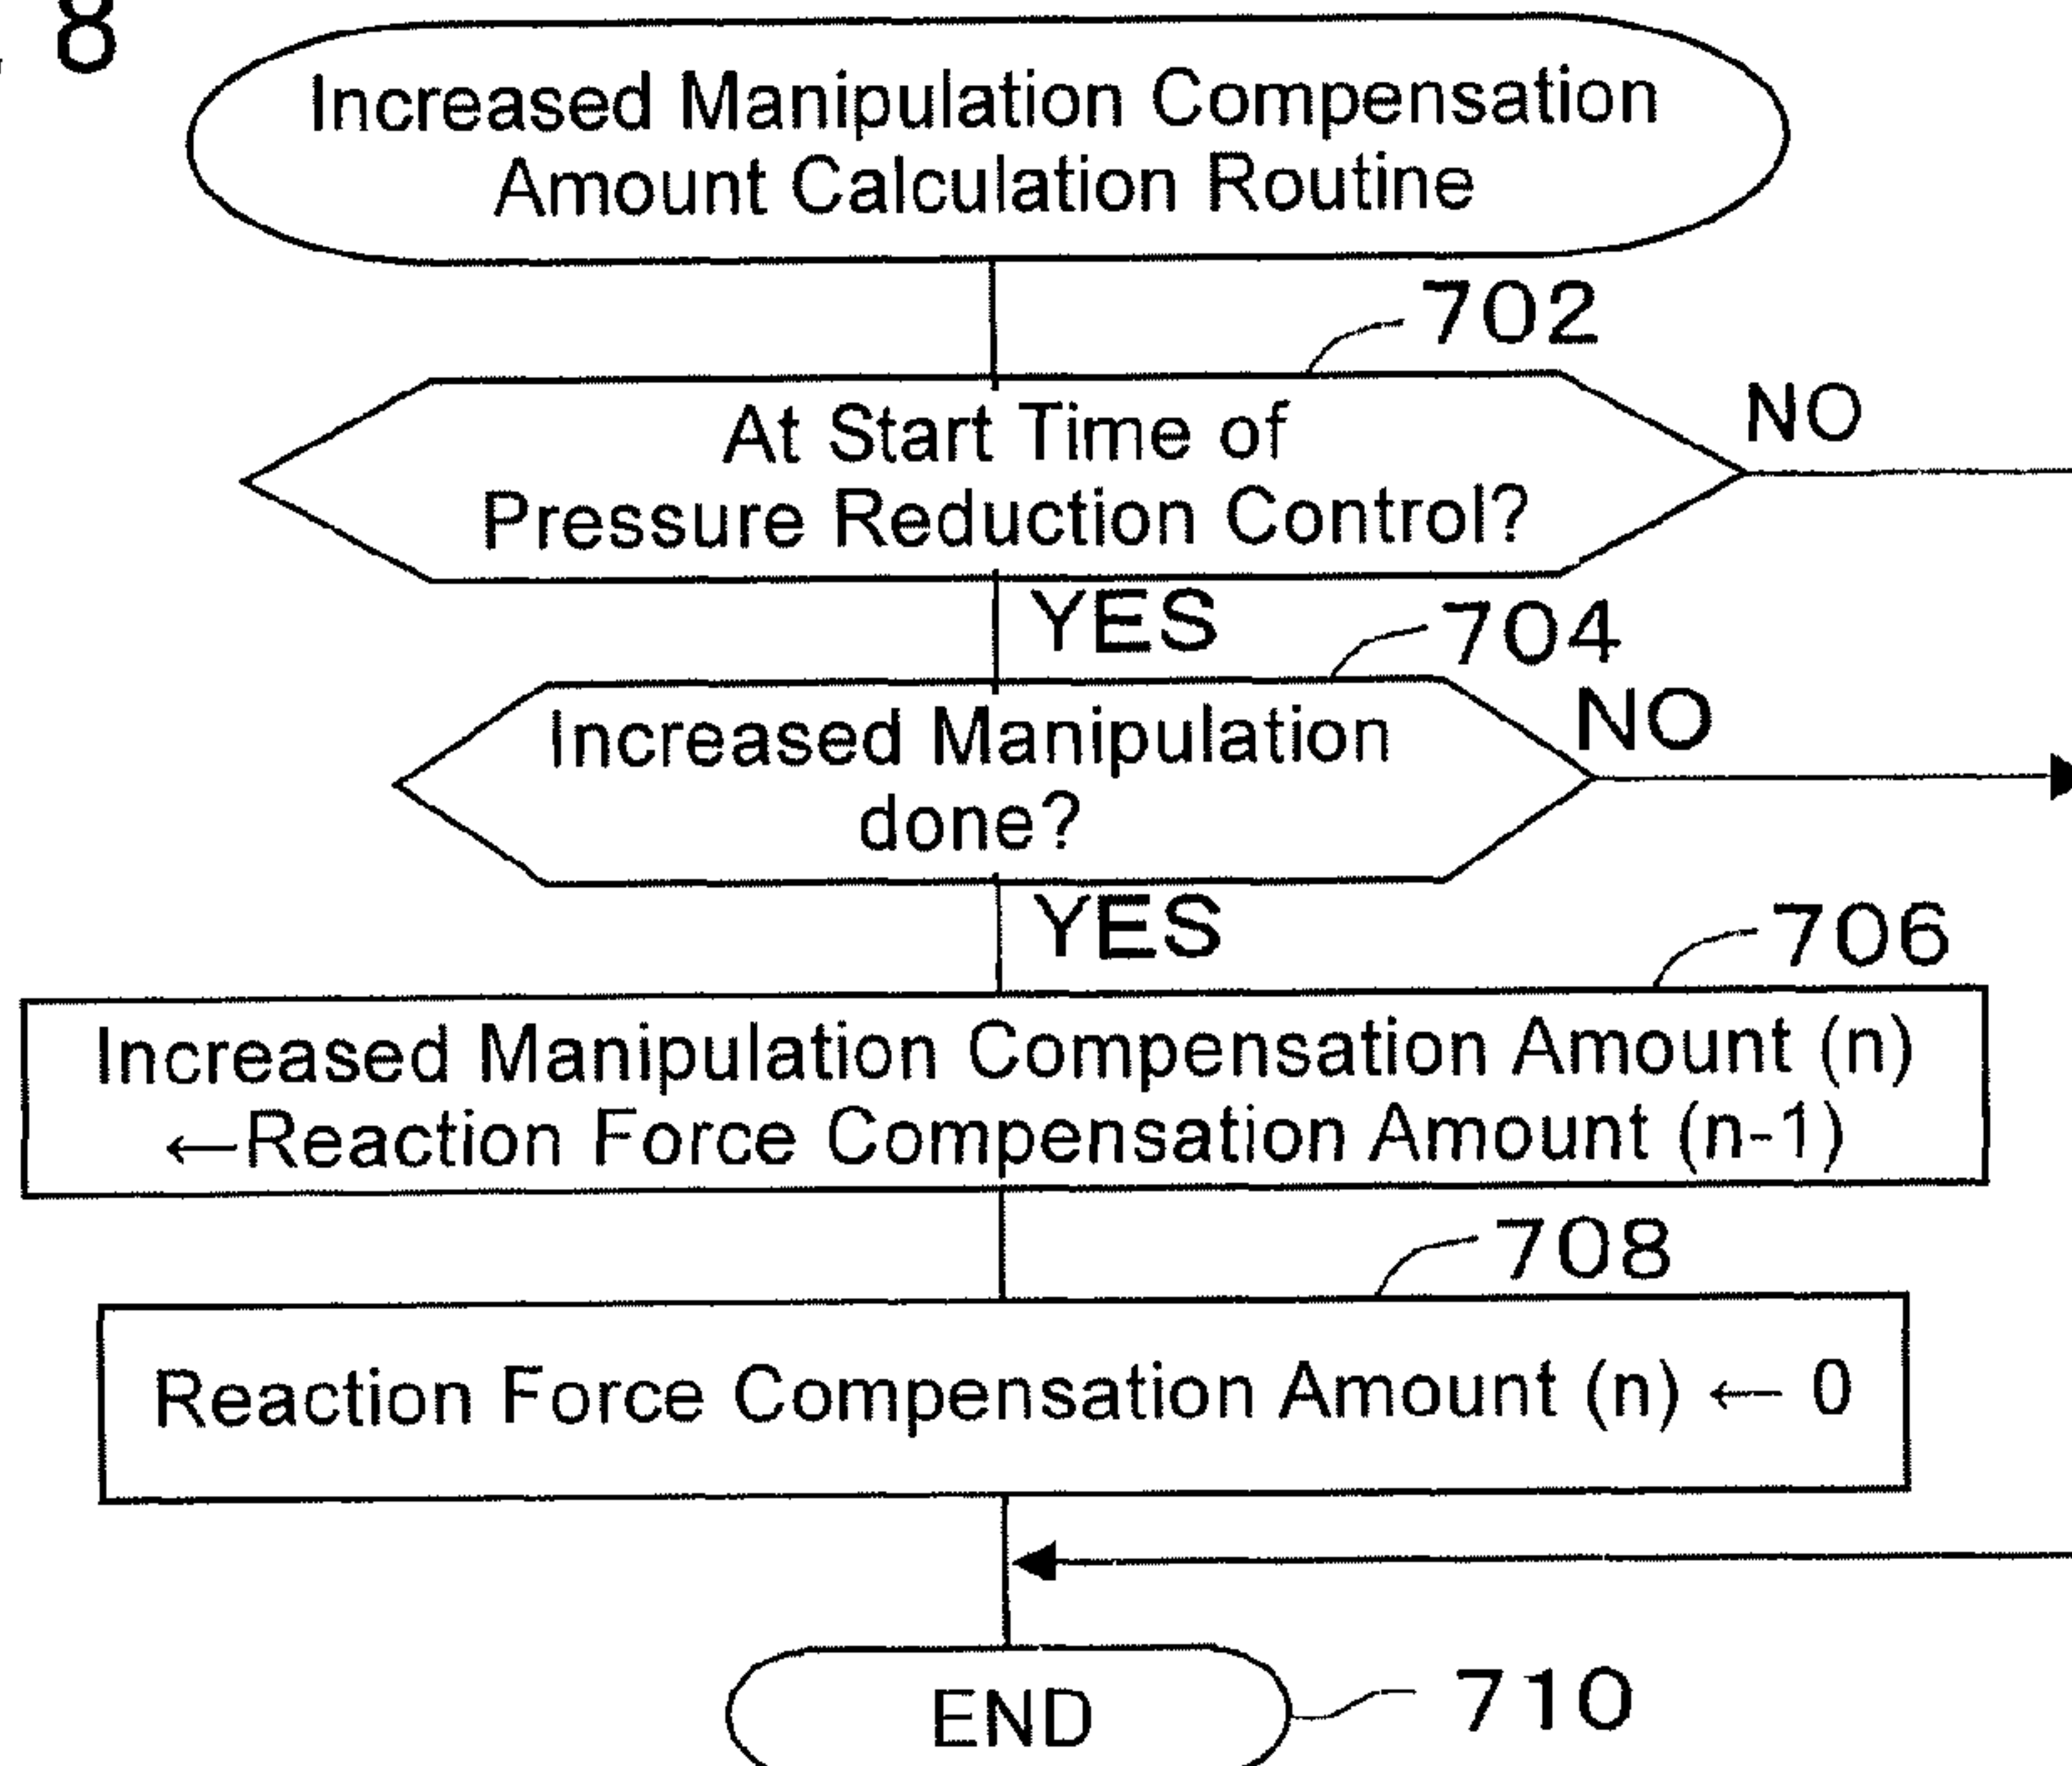 8
Increased Manipulation Compensation
Amount Calculation Routine
702
At Start Time of
Pressure Reduction Control?
NO
YES
704
Increased Manipulation
done?
NO
YES
706
Increased Manipulation Compensation Amount (n)
←Reaction Force Compensation Amount (n-1)
708
Reaction Force Compensation Amount (n) ← 0
END
710